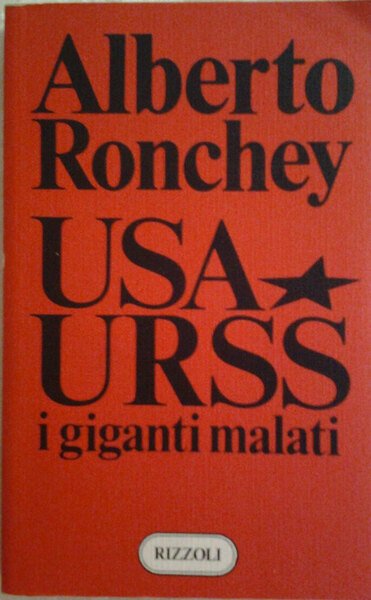 Alberto
Ronchey
USA
URSS
i giganti malati
RIZZOLI